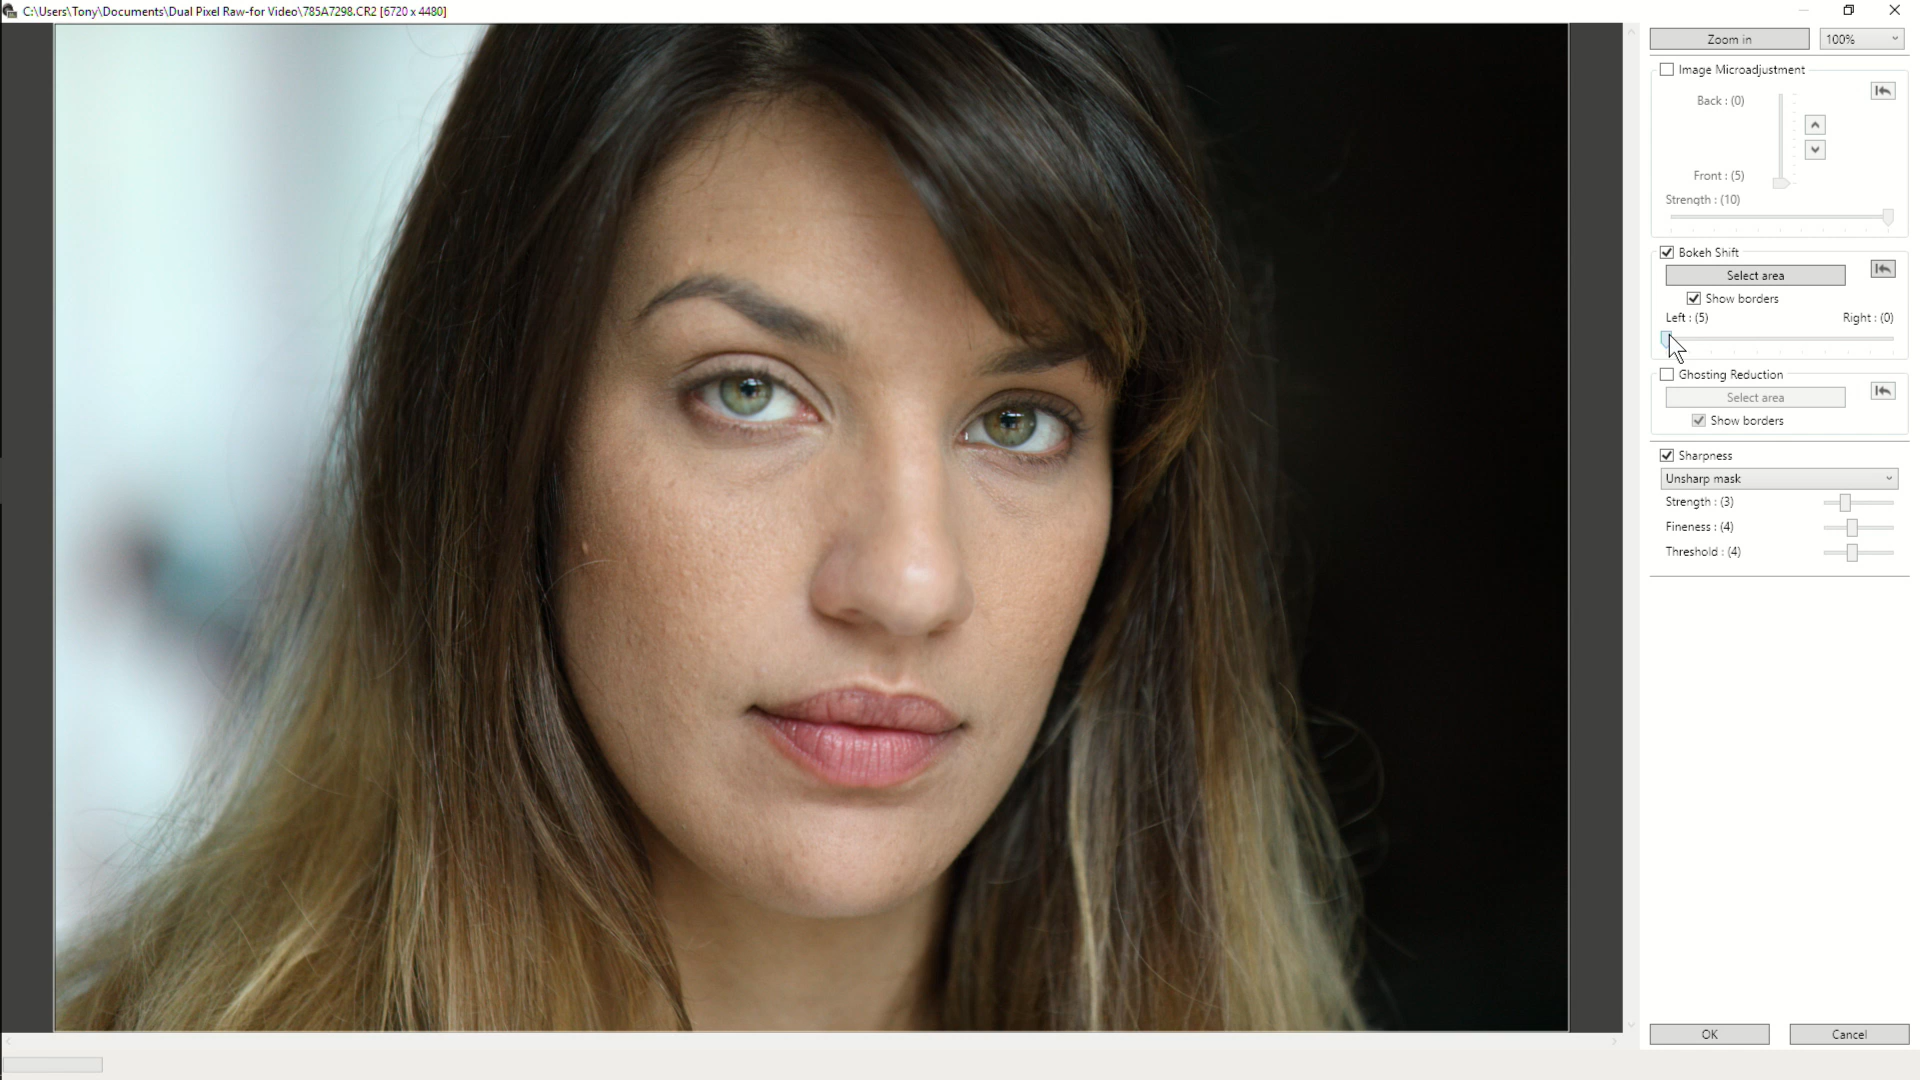 C:\Users\Tony\Documents\Dual Pixel Raw-for Video\785A7298.CR2 [6720 x 4480]
Zoom in
100%
Image Microadjustment
Back : (0)
Front : (5)
Strength : (10)
Bokeh Shift
Select area
Show borders
Left : (5)
Right : (0)
Ghosting Reduction
Select area
Show borders
Sharpness
Unsharp mask
Strength : (3)
Fineness : (4)
Threshold : (4)
OK
Cancel